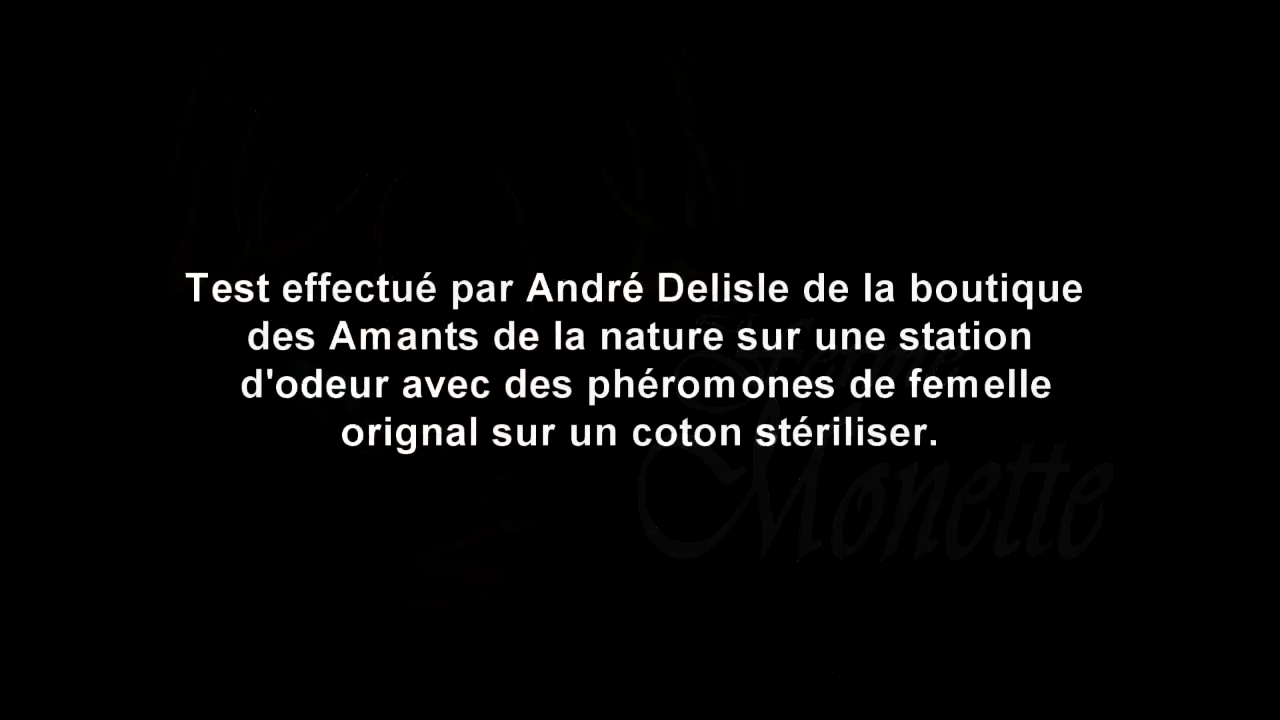 Test effectué par André Delisle de la boutique
des Amants de la nature sur une station
d'odeur avec des phéromones de femelle
orignal sur un coton stériliser.
Monette